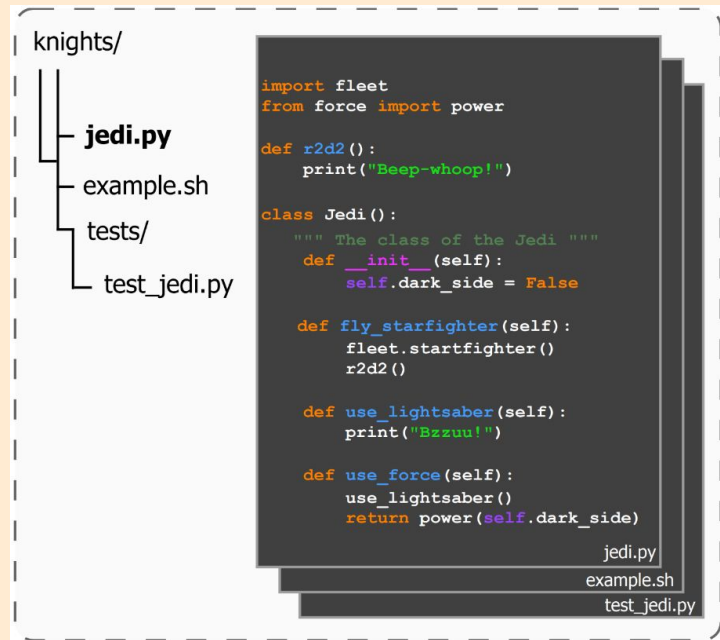 knights/
jedi.py
example.sh
tests/
test_jedi.py
import fleet
from force import power
def r2d2():
print("Beep-whoop!")
class Jedi():
""" The class of the Jedi """
def __init__(self):
self.dark_side = False
def fly_starfighter(self):
fleet.startfighter()
r2d2()
def use_lightsaber(self):
print("Bzzuu!")
def use_force(self):
use_lightsaber()
return power(self.dark_side)
jedi.py
example.sh
test_jedi.py